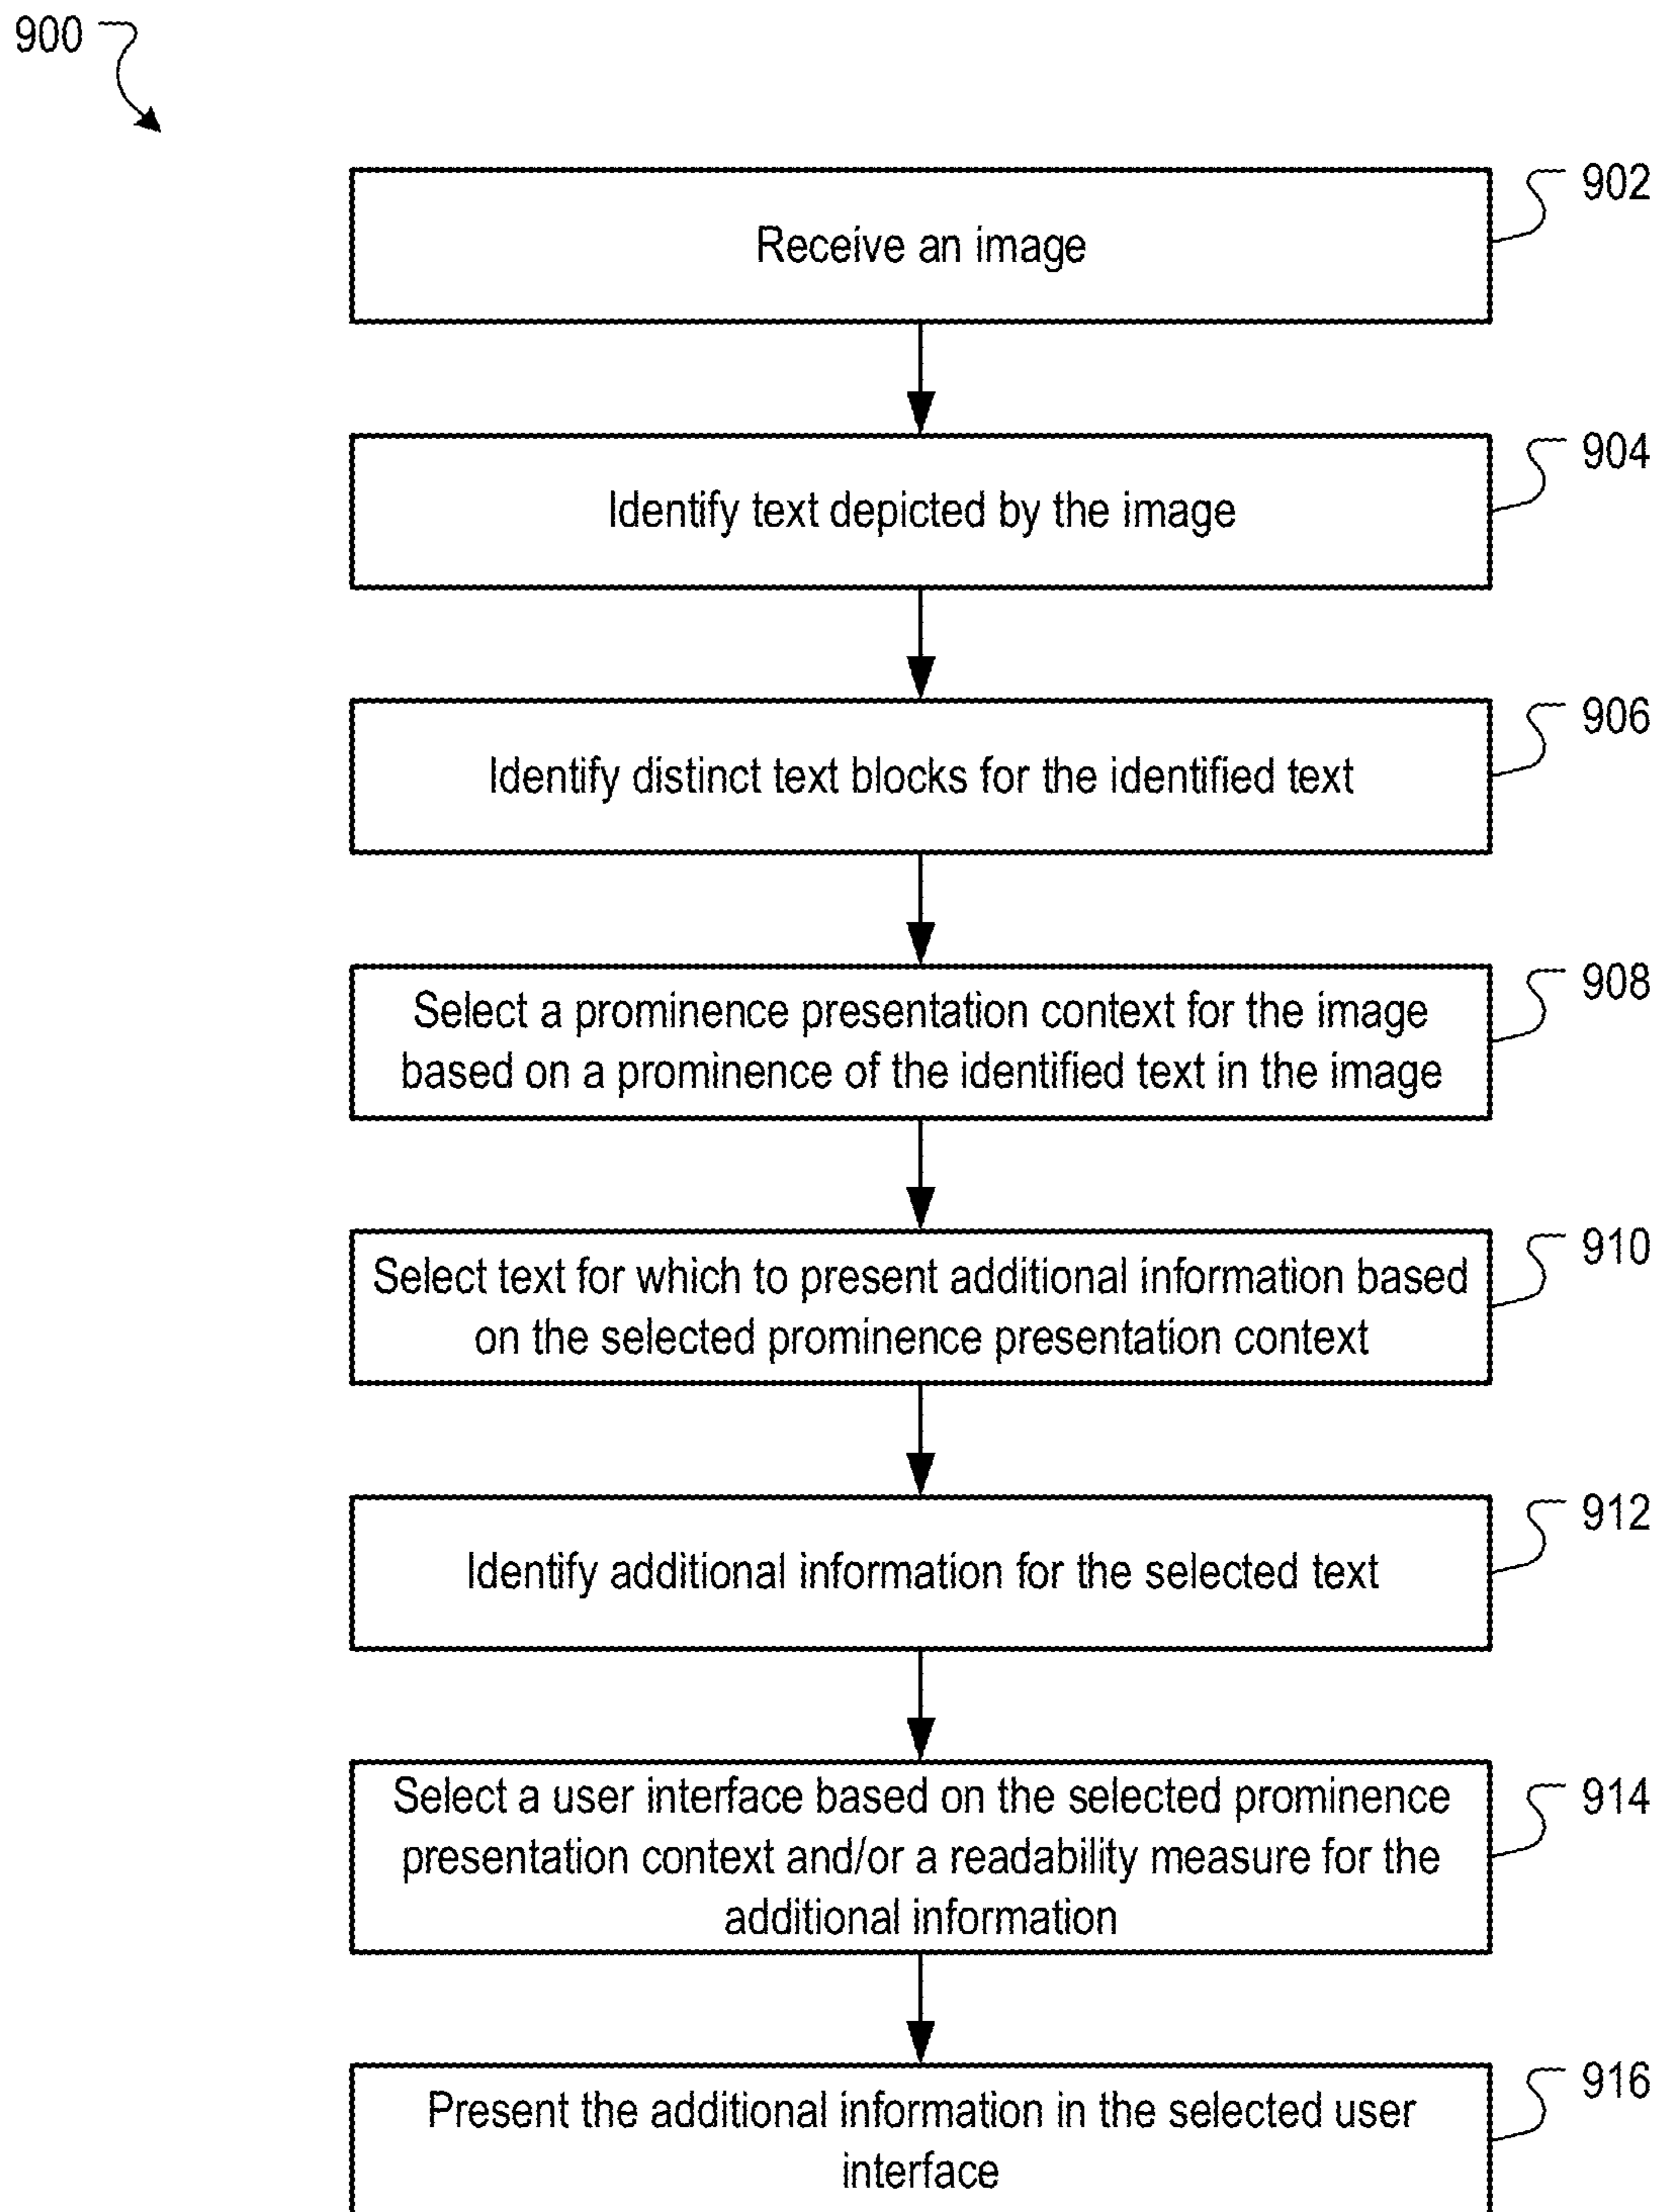 900
902
Receive an image
904
Identify text depicted by the image
906
Identify distinct text blocks for the identified text
908
Select a prominence presentation context for the image
based on a prominence of the identified text in the image
910
Select text for which to present additional information based
on the selected prominence presentation context
912
Identify additional information for the selected text
914
Select a user interface based on the selected prominence
presentation context and/or a readability measure for the
additional information
916
Present the additional information in the selected user
interface